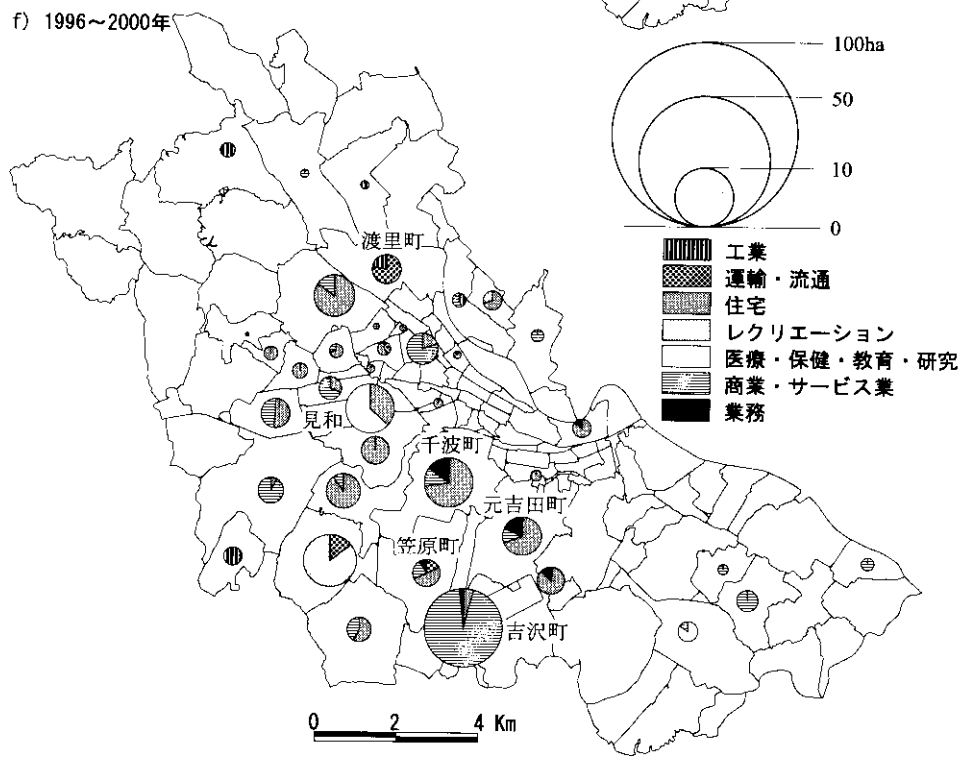 f) 1996～2000年
100ha
50
10
0
工業
運輸・流通
住宅
レクリエーション
医療・保健・教育・研究
商業・サービス業
業務
渡里町
見和
千波町
元吉田町
笠原町
吉沢町
0 2 4 Km